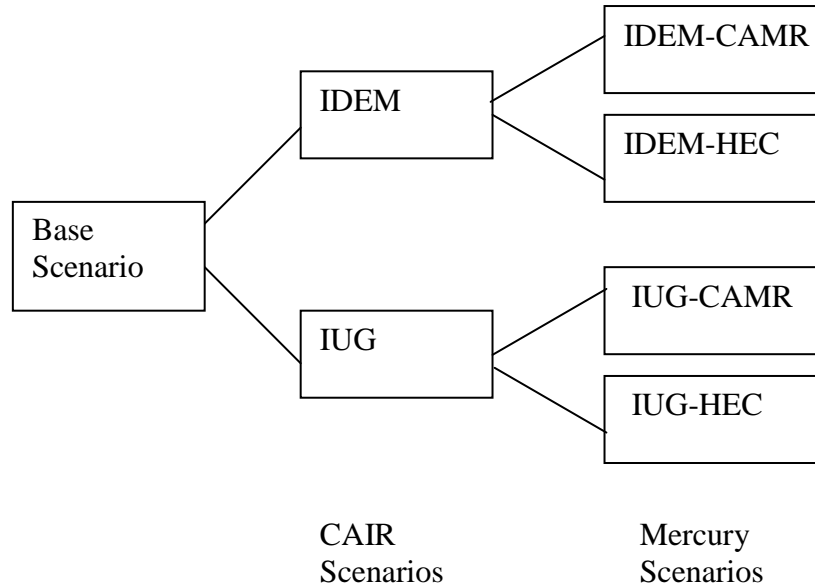 IDEM-CAMR
IDEM
IDEM-HEC
Base
Scenario
IUG-CAMR
IUG
IUG-HEC
CAIR
Scenarios
Mercury
Scenarios